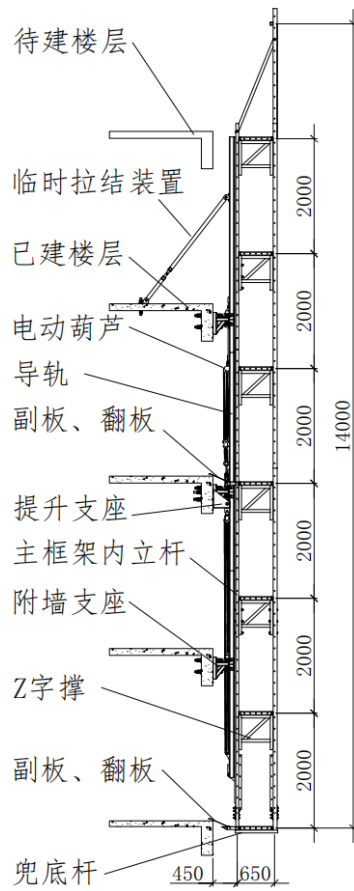 待建楼层
临时拉结装置
已建楼层
电动葫芦
导轨
副板、翻板
提升支座
主框架内立杆
附墙支座
Z字撑
副板、翻板
兜底杆
2000
2000
2000
2000
2000
2000
14000
450
650